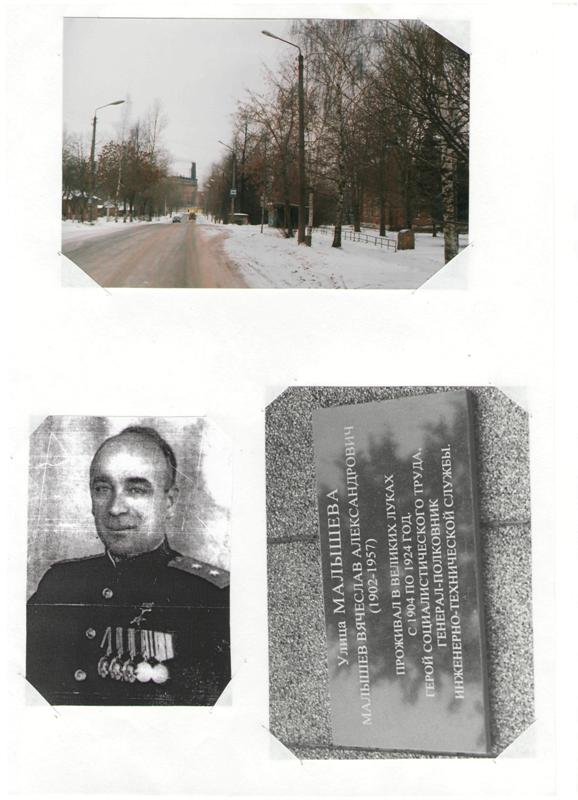 Улица МАЛЫШЕВА
МАЛЫШЕВ ВЯЧЕСЛАВ АЛЕКСАНДРОВИЧ
(1902-1957)
ПРОЖИВАЛ В ВЕЛИКИХ ЛУКАХ
С 1904 ПО 1924 ГОД.
ГЕРОЙ СОЦИАЛИСТИЧЕСКОГО ТРУДА,
ГЕНЕРАЛ-ПОЛКОВНИК
ИНЖЕНЕРНО-ТЕХНИЧЕСКОЙ СЛУЖБЫ.